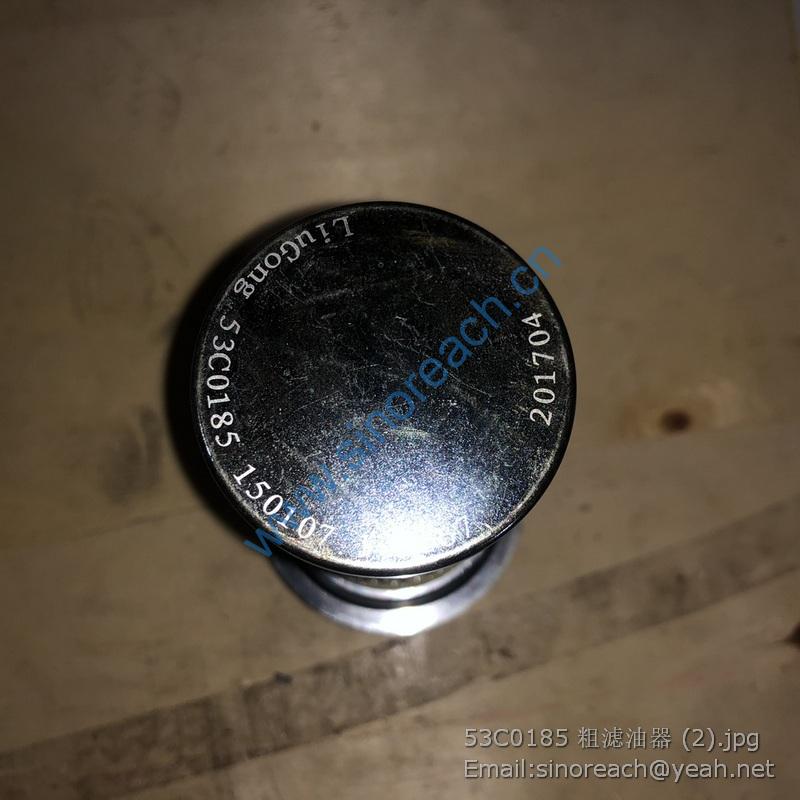 LiuGong 53C0185 150107
201704
www.sinoreach.cn
53C0185 粗滤油器 (2).jpg
Email:sinoreach@yeah.net